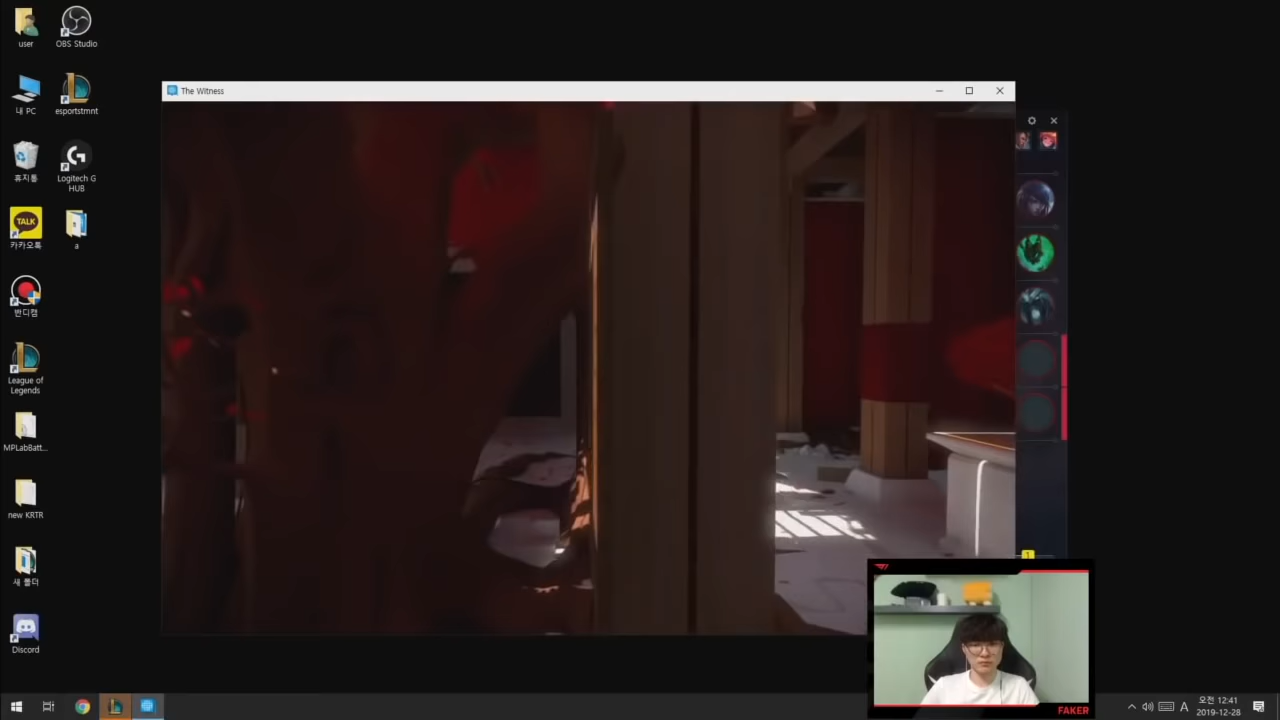 user
OBS Studio
내 PC
esportstmnt
휴지통
Logitech G
HUB
TALK
카카오톡
a
반디캠
League of
Legends
MPLabBatt...
new KRTR
새 폴더
Discord
The Witness
1
FAKER
A
오전 12:41
2019-12-28